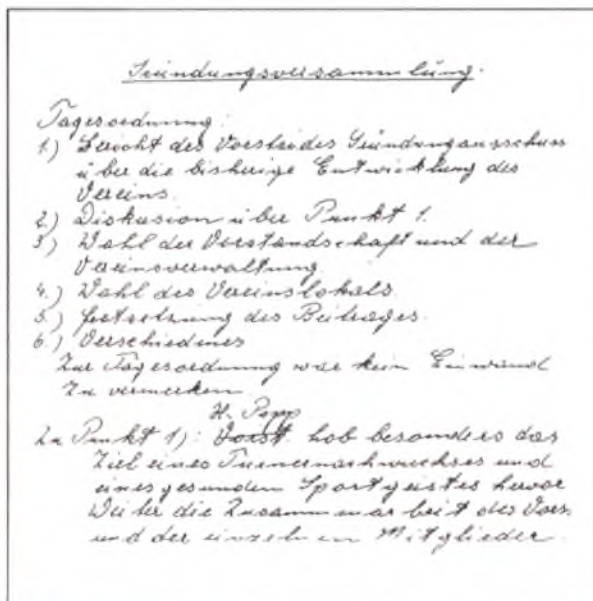 Gründungsversammlung.
Tagesordnung
1.) Bericht des Vorst. des Gründungsausschuss
über die bisherige Entwicklung des
Vereins.
2.) Diskusion über Punkt 1.
3.) Wahl der Vorstandschaft und der
Vereinsverwaltung
4.) Wahl des Vereinslokals
5.) Festsetzung des Beitrages.
6.) Verschiedenes
Zur Tagesordnung war kein Einwand
Zu vermerken
H. Popp
Zu Punkt 1): Vorst. hob besonders das
Ziel eines Turnernachwuchses und
eines gesunden Sportgeistes hervor
Weiter die Zusammenarbeit des Vors.
und der einzelnen Mitglieder.